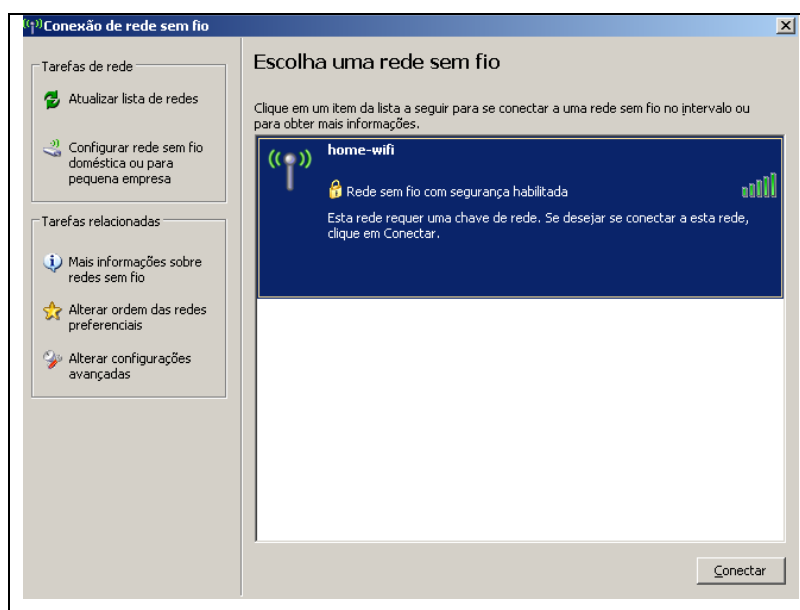 Conexão de rede sem fio
Tarefas de rede
Atualizar lista de redes
Configurar rede sem fio
doméstica ou para
pequena empresa
Tarefas relacionadas
Mais informações sobre
redes sem fio
Alterar ordem das redes
preferenciais
Alterar configurações
avançadas
Escolha uma rede sem fio
Clique em um item da lista a seguir para se conectar a uma rede sem fio no intervalo ou
para obter mais informações.
home-wifi
Rede sem fio com segurança habilitada
Esta rede requer uma chave de rede. Se desejar se conectar a esta rede,
clique em Conectar.
Conectar